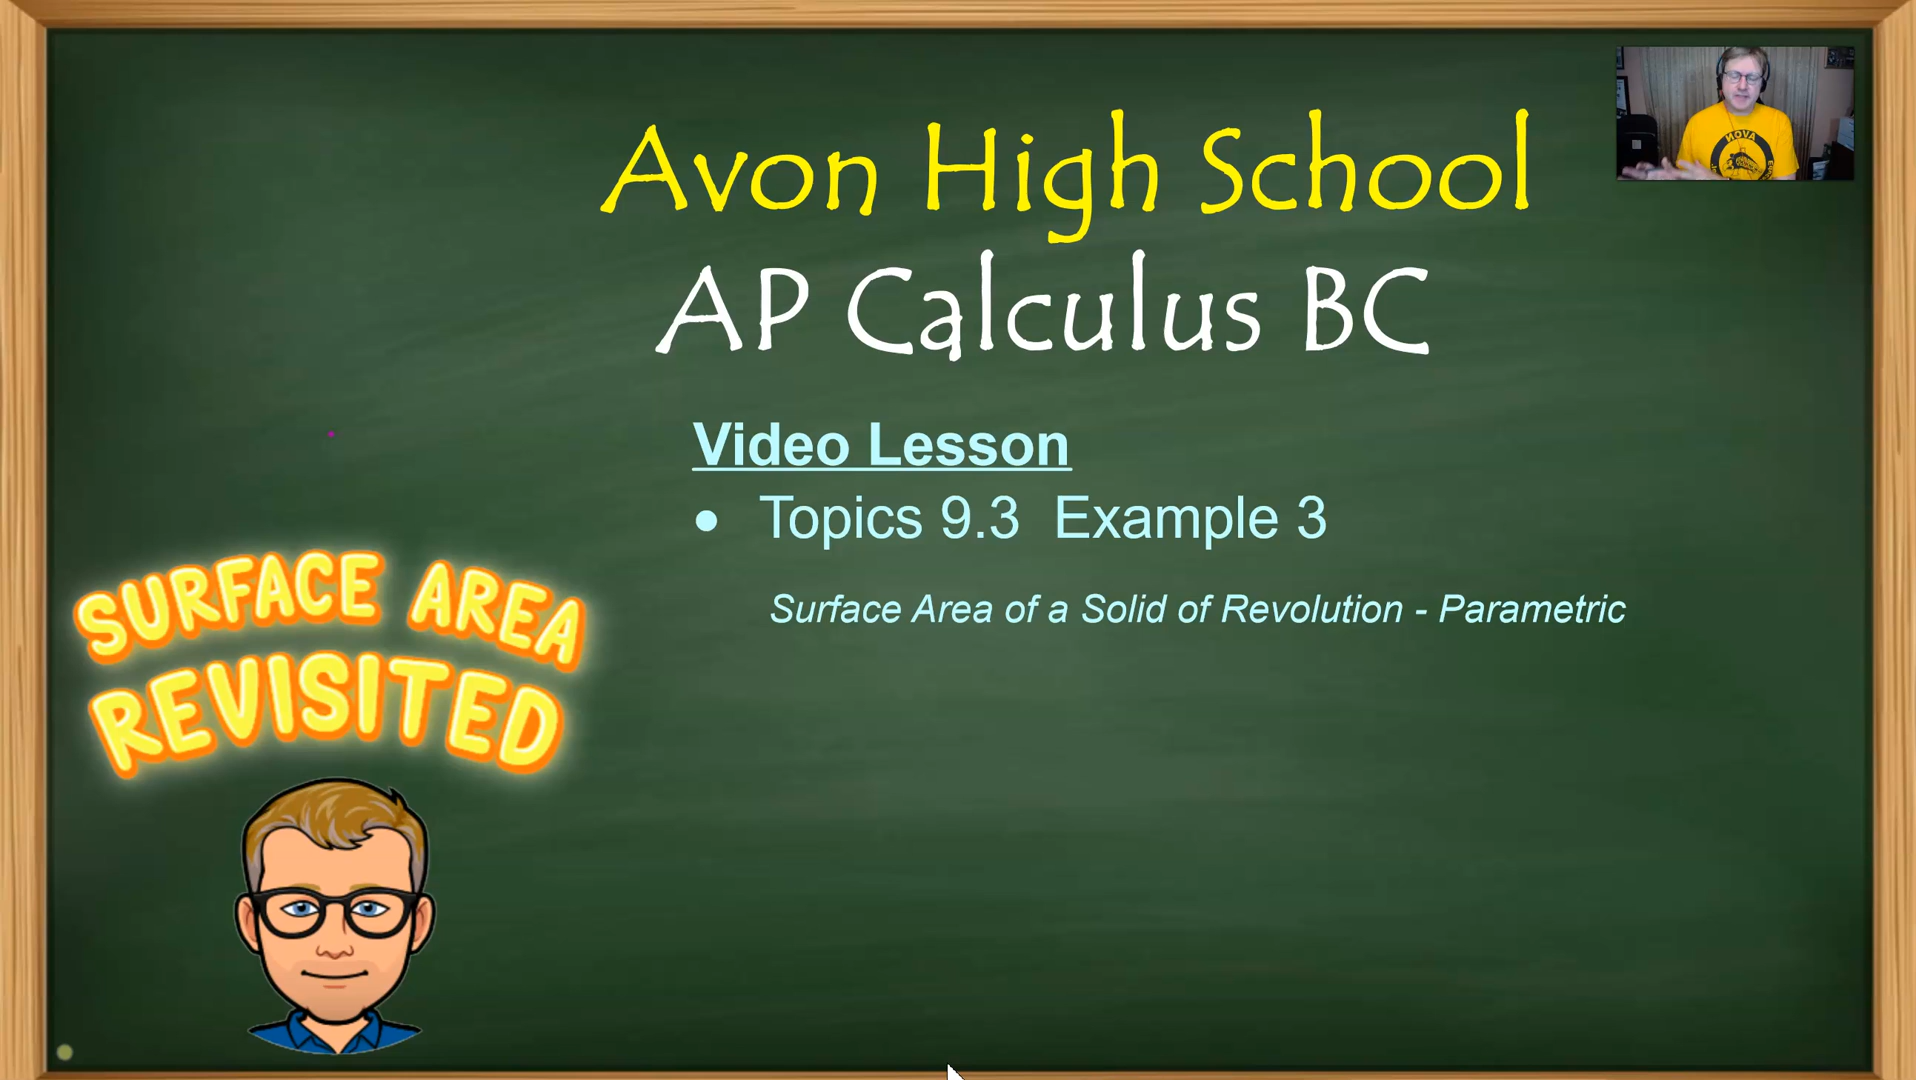 Avon High School
AP Calculus BC
Video Lesson
● Topics 9.3 Example 3
Surface Area of a Solid of Revolution - Parametric
SURFACE AREA
REVISITED
NOVA